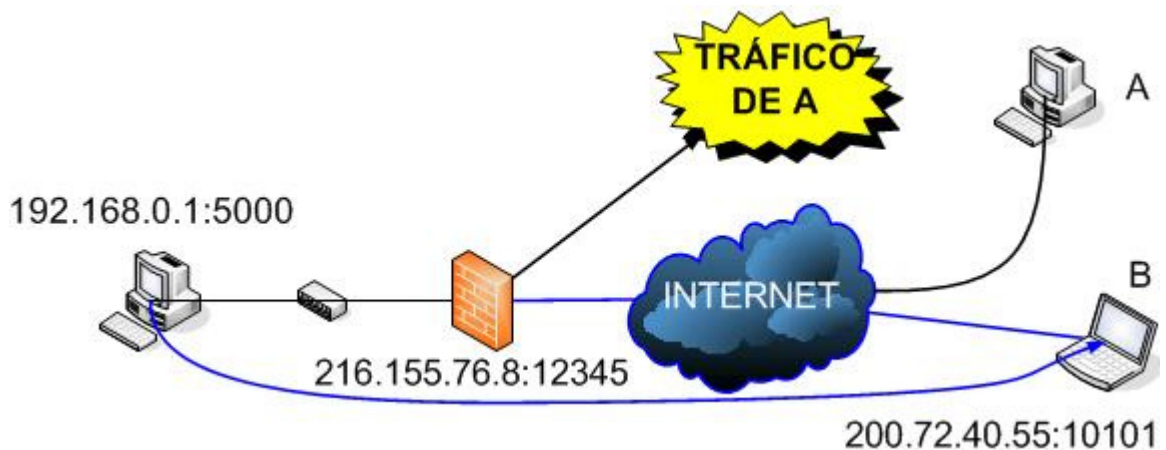 TRÁFICO
DE A
A
192.168.0.1:5000
INTERNET
B
216.155.76.8:12345
200.72.40.55:10101